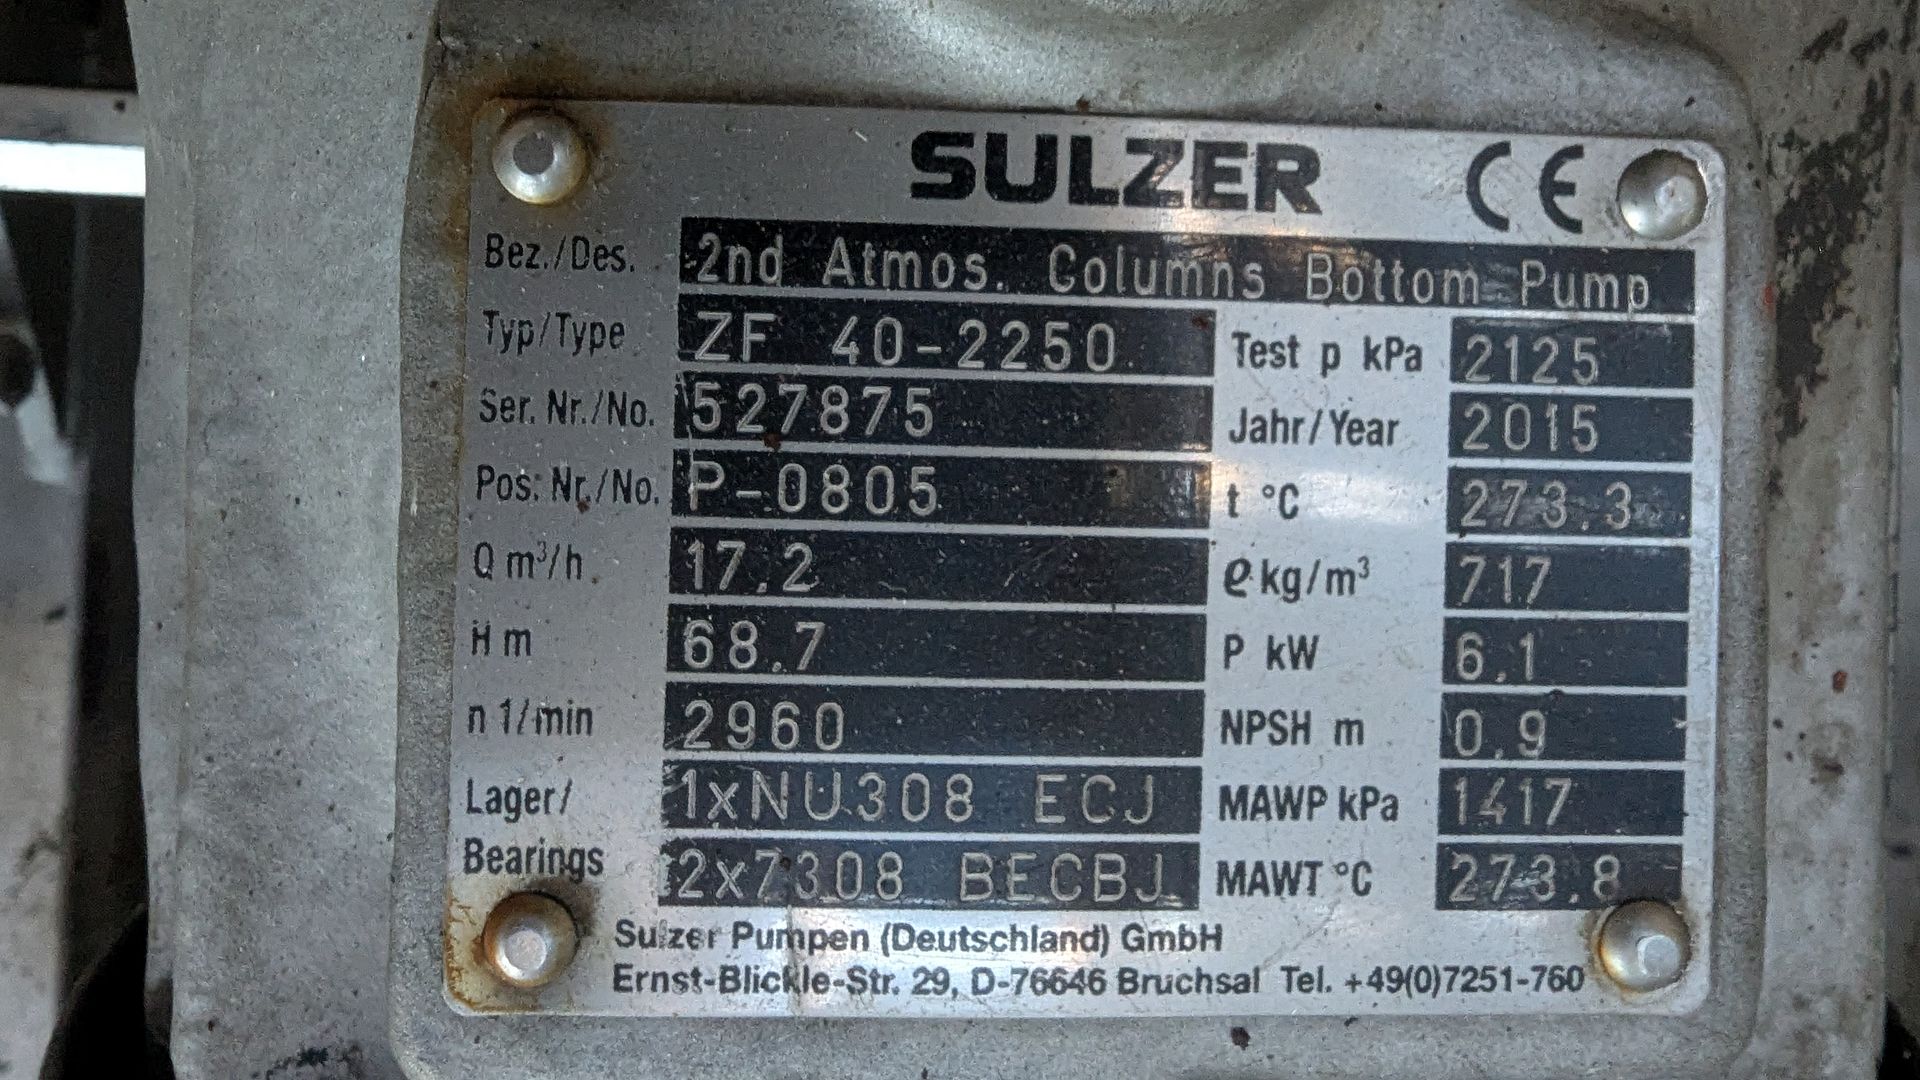 SULZER CE
Bez./Des. 2nd Atmos. Columns Bottom Pump
Typ/Type ZF 40-2250 Test p kPa 2125
Ser. Nr./No. 527875 Jahr/Year 2015
Pos. Nr./No. P-0805 t °C 273.3
Q m³/h 17.2 ϱ kg/m³ 717
H m 68.7 P kW 6.1
n 1/min 2960 NPSH m 0.9
Lager/ 1xNU308 ECJ MAWP kPa 1417
Bearings 2x7308 BECBJ MAWT °C 273.8
Sulzer Pumpen (Deutschland) GmbH
Ernst-Blickle-Str. 29, D-76646 Bruchsal Tel. +49(0)7251-760